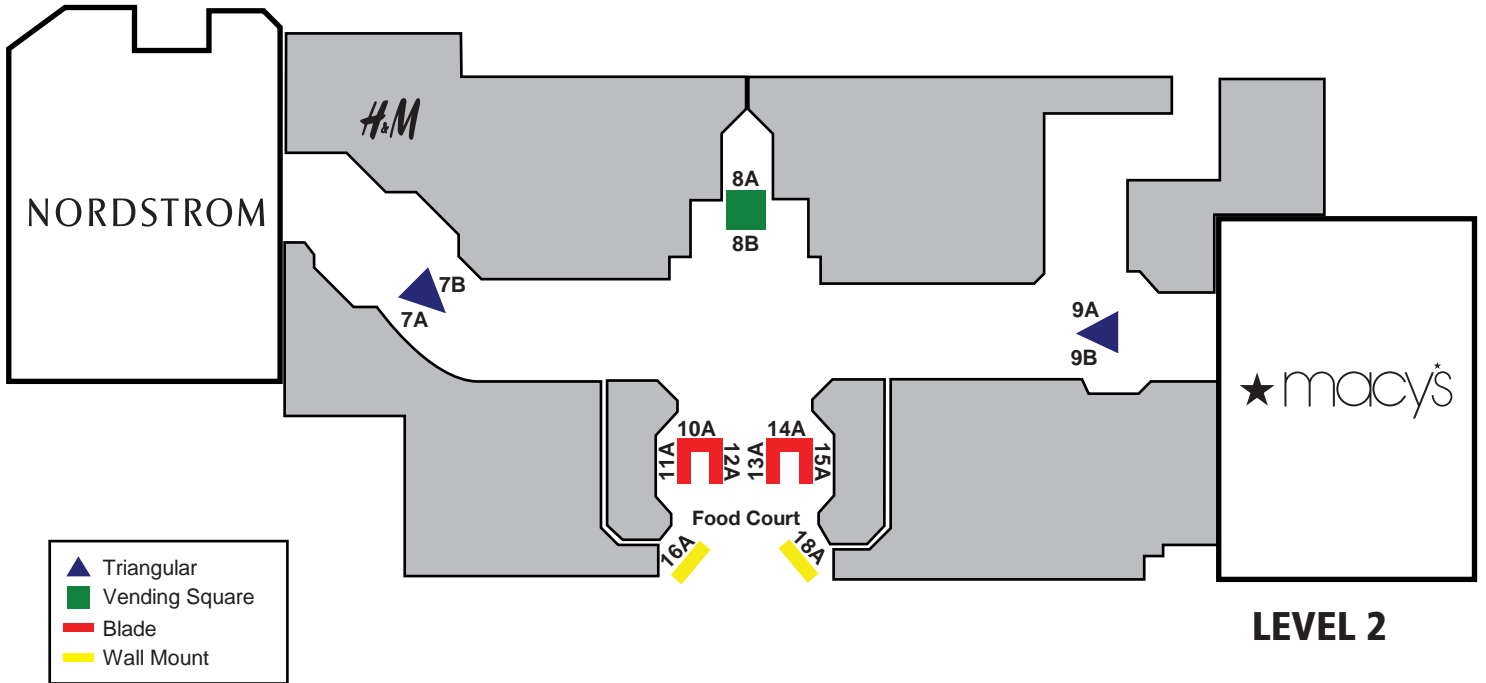 H&M
NORDSTROM
8A
8B
7B
7A
9A
9B
macy's
10A
14A
11A
12A
13A
15A
Food Court
16A
18A
Triangular
Vending Square
Blade
Wall Mount
LEVEL 2